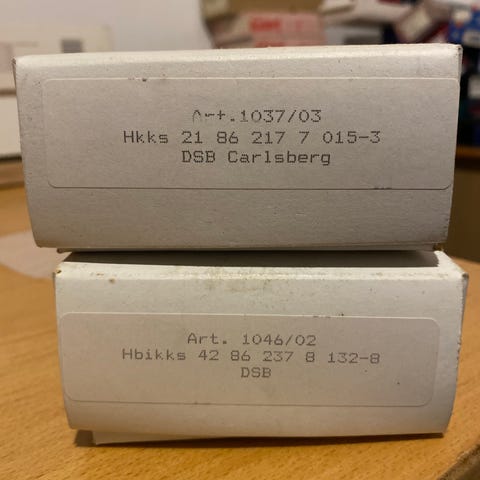 Art.1037/03
Hkks 21 86 217 7 015-3
DSB Carlsberg
Art. 1046/02
Hbikks 42 86 237 8 132-8
DSB